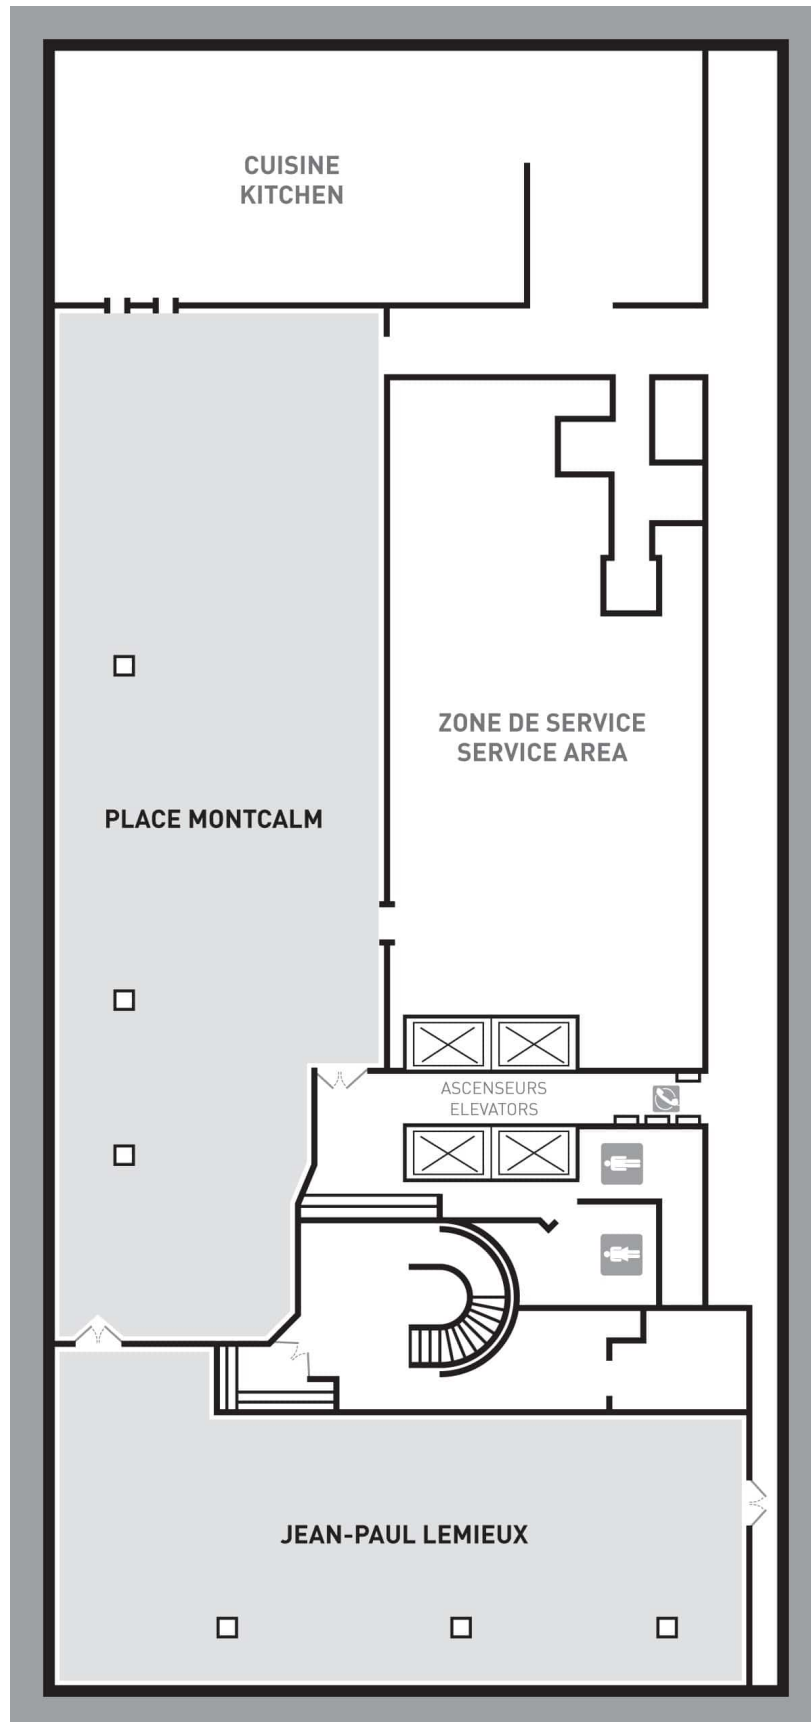 CUISINE
KITCHEN
ZONE DE SERVICE
SERVICE AREA
PLACE MONTCALM
ASCENSEURS
ELEVATORS
JEAN-PAUL LEMIEUX